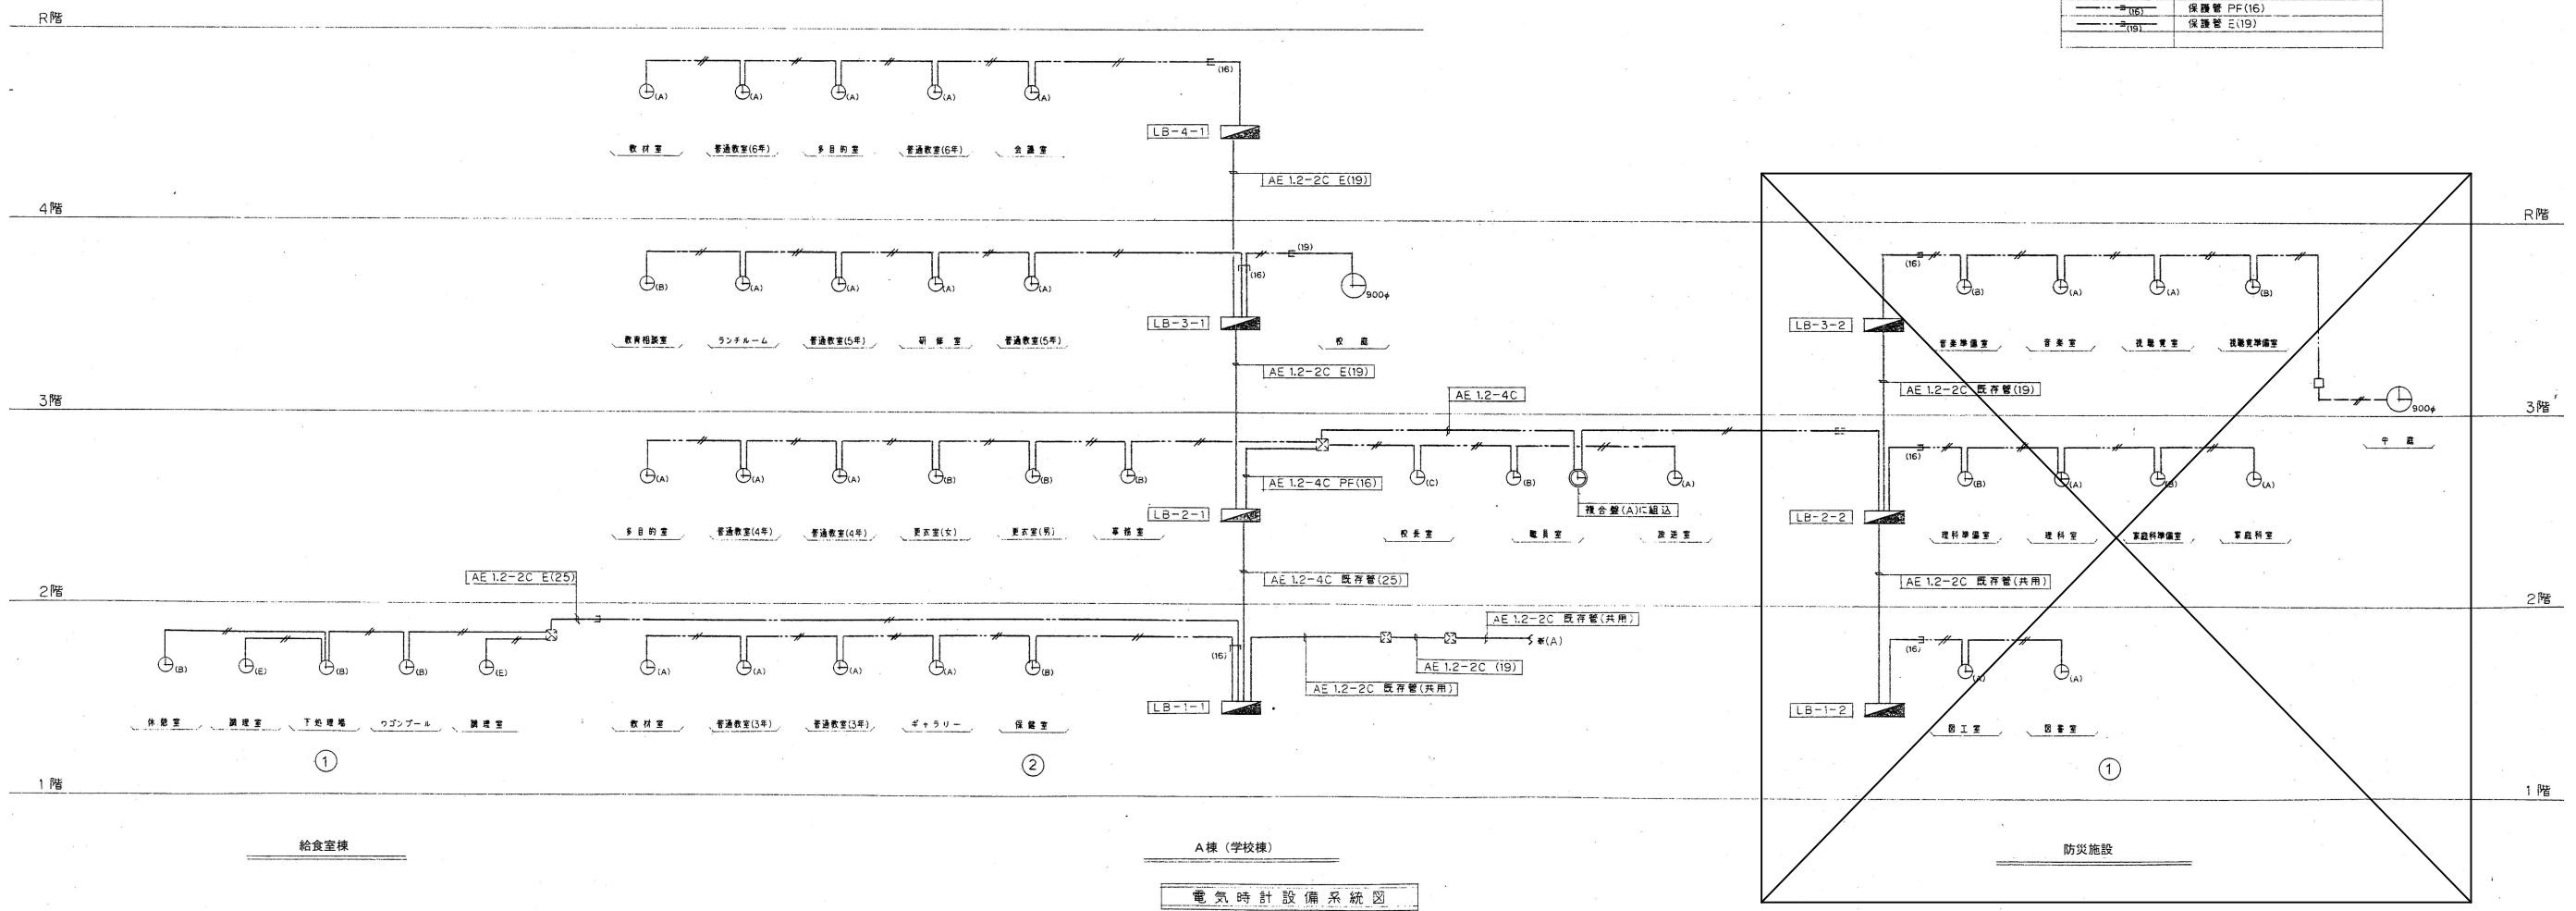 (16) 保護管 PF(16)
(19) 保護管 E(19)
R階
(16)
(A) (A) (A) (A) (A)
LB-4-1
教材室 普通教室(6年) 多目的室 普通教室(6年) 会議室
AE 1.2-2C E(19)
4階 R階
(19)
(16)
(16)
(B) (A) (A) (A) (A)
900φ
(B) (A) (A) (B)
LB-3-1
LB-3-2
教育相談室 ランチルーム 普通教室(5年) 研修室 普通教室(5年) 校庭
音楽準備室 音楽室 視聴覚室 視聴覚準備室
AE 1.2-2C E(19)
AE 1.2-2C 既存管(19)
AE 1.2-4C
900φ
3階 3階
中庭
(16)
(A) (A) (A) (B) (B) (B)
AE 1.2-4C PF(16)
(C) (B) (A)
(B) (A) (B) (A)
複合盤(A)に組込
LB-2-1
LB-2-2
多目的室 普通教室(4年) 普通教室(4年) 更衣室(女) 更衣室(男) 事務室
校長室 職員室 放送室
理科準備室 理科室 家庭科準備室 家庭科室
AE 1.2-2C E(25)
AE 1.2-4C 既存管(25)
AE 1.2-2C 既存管(共用)
2階 2階
AE 1.2-2C 既存管(共用)
※(A)
(16)
(16)
(B) (E) (B) (B) (E)
(A) (A) (A) (A) (B)
AE 1.2-2C (19)
(A) (A)
AE 1.2-2C 既存管(共用)
LB-1-1
LB-1-2
休憩室 調理室 下処理場 ワゴンプール 調理室
教材室 普通教室(3年) 普通教室(3年) ギャラリー 保健室
図工室 図書室
① ② ①
1階 1階
給食室棟 A棟（学校棟） 防災施設
電気時計設備系統図